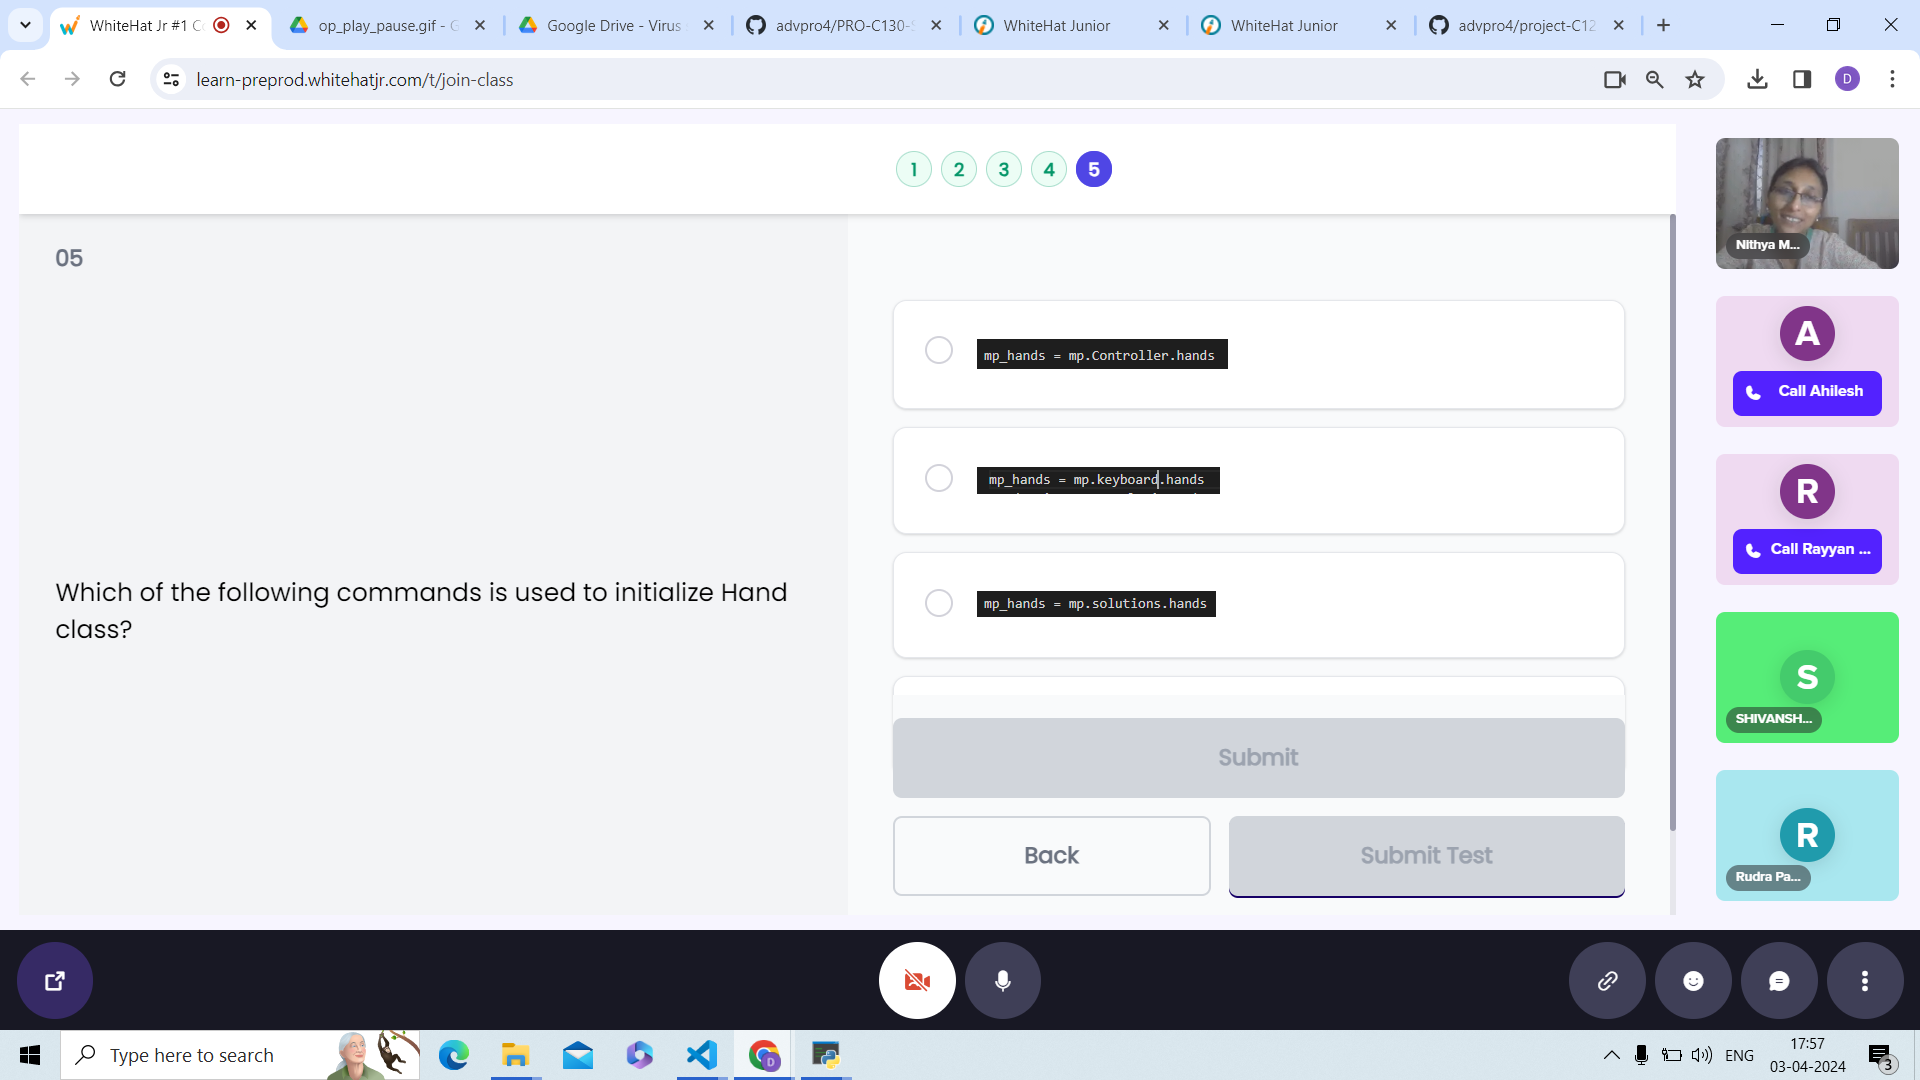 WhiteHat Jr #1 C
op_play_pause.gif - G
Google Drive - Virus
advpro4/PRO-C130-S
WhiteHat Junior
WhiteHat Junior
advpro4/project-C12
learn-preprod.whitehatjr.com/t/join-class
D
1 2 3 4 5
05
Which of the following commands is used to initialize Hand
class?
mp_hands = mp.Controller.hands
mp_hands = mp.keyboard.hands
mp_hands = mp.solutions.hands
Submit
Back
Submit Test
Nithya M...
A
Call Ahilesh
R
Call Rayyan ...
S
SHIVANSH...
R
Rudra Pa...
Type here to search
D
ENG
17:57
03-04-2024
3